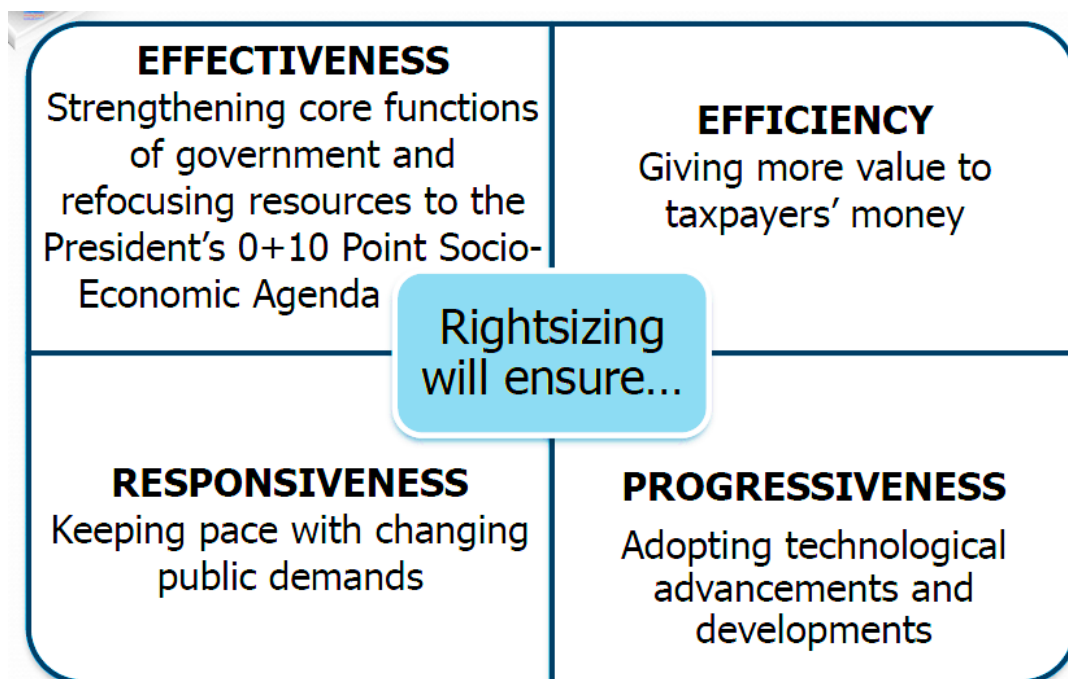 EFFECTIVENESS
Strengthening core functions
of government and
refocusing resources to the
President’s 0+10 Point Socio-
Economic Agenda
EFFICIENCY
Giving more value to
taxpayers’ money
Rightsizing
will ensure...
RESPONSIVENESS
Keeping pace with changing
public demands
PROGRESSIVENESS
Adopting technological
advancements and
developments